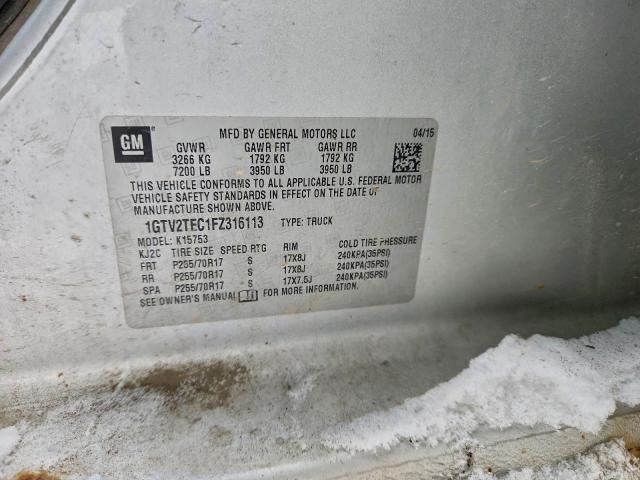 GM
MFD BY GENERAL MOTORS LLC 04/15
GVWR GAWR FRT GAWR RR
3266 KG 1792 KG 1792 KG
7200 LB 3950 LB 3950 LB
THIS VEHICLE CONFORMS TO ALL APPLICABLE U.S. FEDERAL MOTOR
VEHICLE SAFETY STANDARDS IN EFFECT ON THE DATE OF
MANUFACTURE SHOWN ABOVE.
1GTV2TEC1FZ316113 TYPE: TRUCK
MODEL: K15753
KJ2C TIRE SIZE SPEED RTG RIM COLD TIRE PRESSURE
FRT P255/70R17 S 17X8J 240KPA(35PSI)
RR P255/70R17 S 17X8J 240KPA(35PSI)
SPA P255/70R17 S 17X7.5J 240KPA(35PSI)
SEE OWNER'S MANUAL FOR MORE INFORMATION.